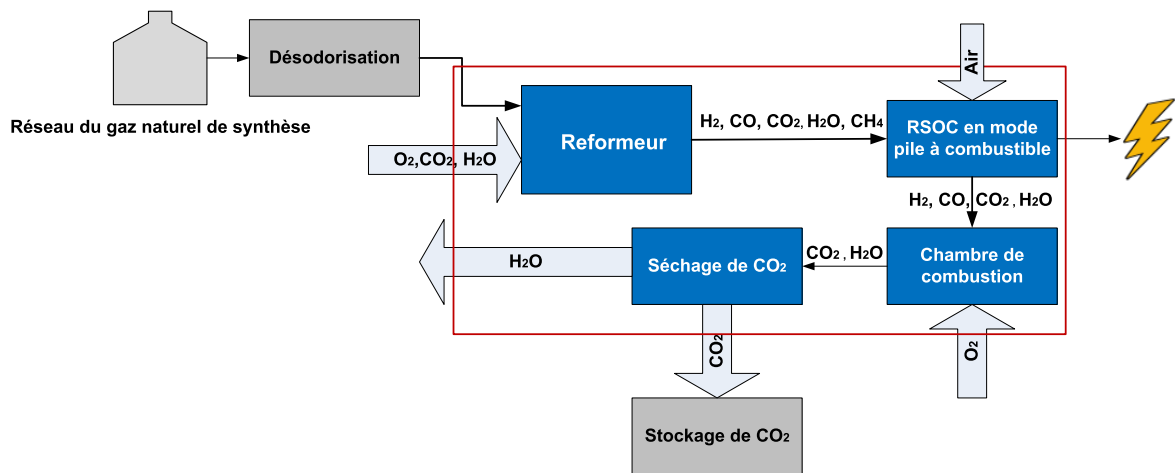 Désodorisation
Réseau du gaz naturel de synthèse
Air
Reformeur
H₂, CO, CO₂, H₂O, CH₄
RSOC en mode
pile à combustible
O₂,CO₂, H₂O
H₂, CO, CO₂ , H₂O
H₂O
Séchage de CO₂
CO₂ , H₂O
Chambre de
combustion
CO₂
O₂
Stockage de CO₂